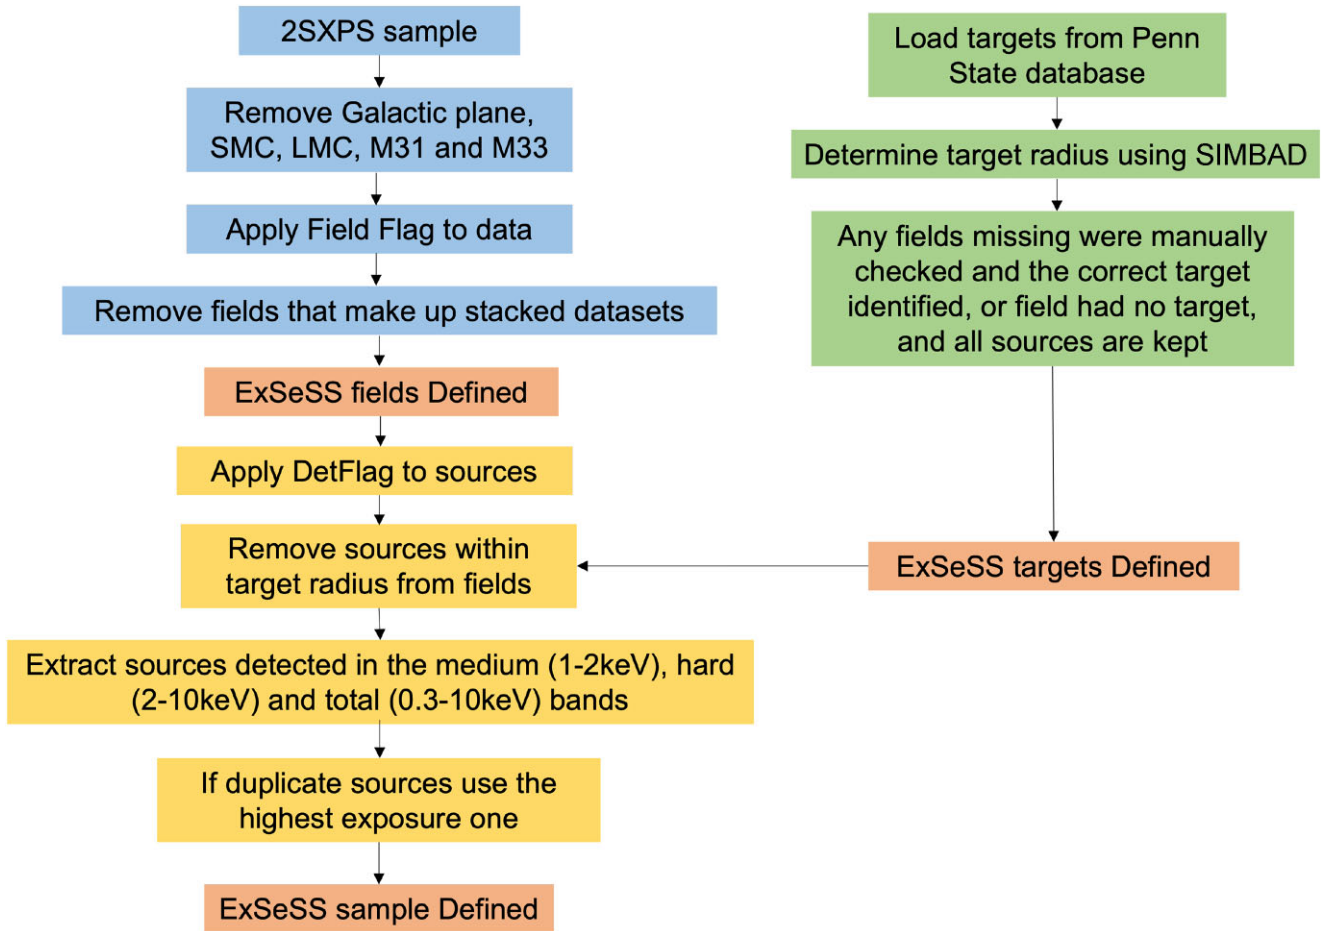 2SXPS sample
Remove Galactic plane,
SMC, LMC, M31 and M33
Apply Field Flag to data
Remove fields that make up stacked datasets
ExSeSS fields Defined
Apply DetFlag to sources
Remove sources within
target radius from fields
Extract sources detected in the medium (1-2keV), hard
(2-10keV) and total (0.3-10keV) bands
If duplicate sources use the
highest exposure one
ExSeSS sample Defined
Load targets from Penn
State database
Determine target radius using SIMBAD
Any fields missing were manually
checked and the correct target
identified, or field had no target,
and all sources are kept
ExSeSS targets Defined